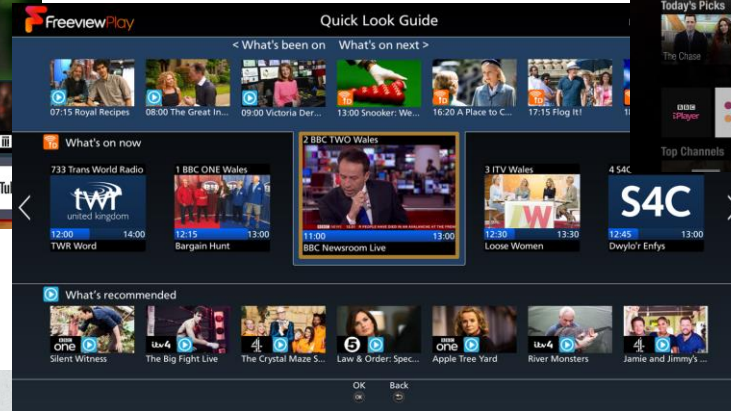 FreeviewPlay
Quick Look Guide
Today's Picks
< What's been on What's on next >
The Chase
07:15 Royal Recipes
08:00 The Great In...
09:00 Victoria Der...
13:00 Snooker: We...
16:20 A Place to C...
17:15 Flog It!
BBC
iPlayer
Top Channels
What's on now
733 Trans World Radio
twr
united kingdom
12:00 14:00
TWR Word
1 BBC ONE Wales
12:15 13:00
Bargain Hunt
2 BBC TWO Wales
11:00 13:00
BBC Newsroom Live
3 ITV Wales
12:30 13:30
Loose Women
4 S4C
S4C
12:45 13:00
Dwylo'r Enfys
What's recommended
BBC
one
Silent Witness
itv4
The Big Fight Live
4
The Crystal Maze S...
5
Law & Order: Spec...
BBC
one
Apple Tree Yard
itv4
River Monsters
4
Jamie and Jimmy's ...
OK Back
OK